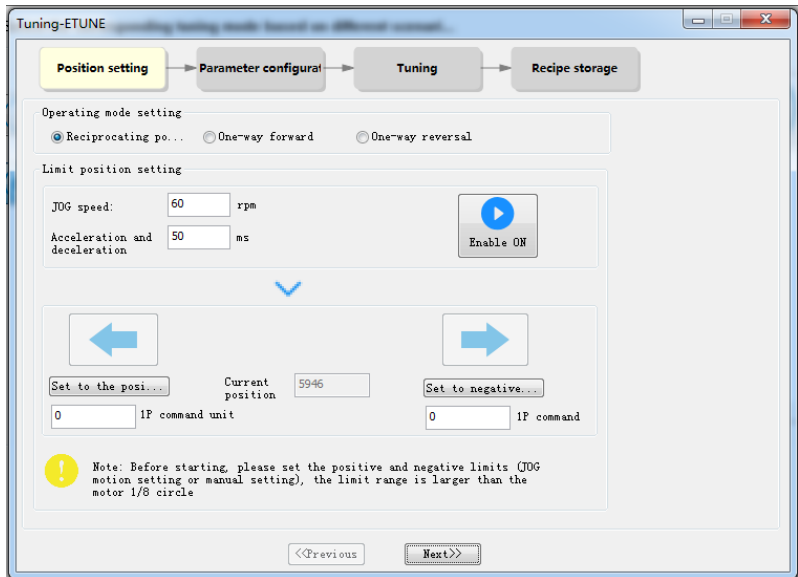 Tuning-ETUNE
Position setting
Parameter configurat
Tuning
Recipe storage
Operating mode setting
Reciprocating po...
One-way forward
One-way reversal
Limit position setting
JOG speed:
60
rpm
Acceleration and
deceleration
50
ms
Enable ON
Set to the posi...
Current
position
5946
Set to negative...
0
1P command unit
0
1P command
Note: Before starting, please set the positive and negative limits (JOG
motion setting or manual setting), the limit range is larger than the
motor 1/8 circle
<<Previous
Next>>